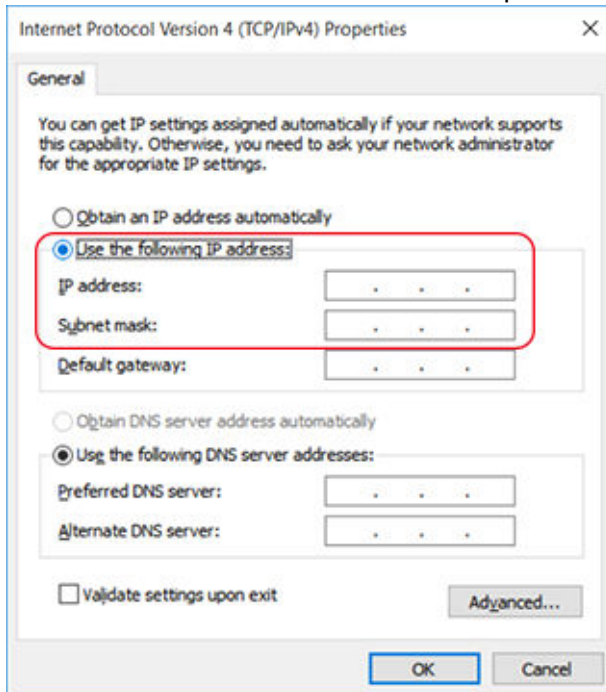 Internet Protocol Version 4 (TCP/IPv4) Properties
General
You can get IP settings assigned automatically if your network supports
this capability. Otherwise, you need to ask your network administrator
for the appropriate IP settings.
Obtain an IP address automatically
Use the following IP address:
IP address:
. . .
Subnet mask:
. . .
Default gateway:
. . .
Obtain DNS server address automatically
Use the following DNS server addresses:
Preferred DNS server:
. . .
Alternate DNS server:
. . .
Validate settings upon exit
Advanced...
OK
Cancel